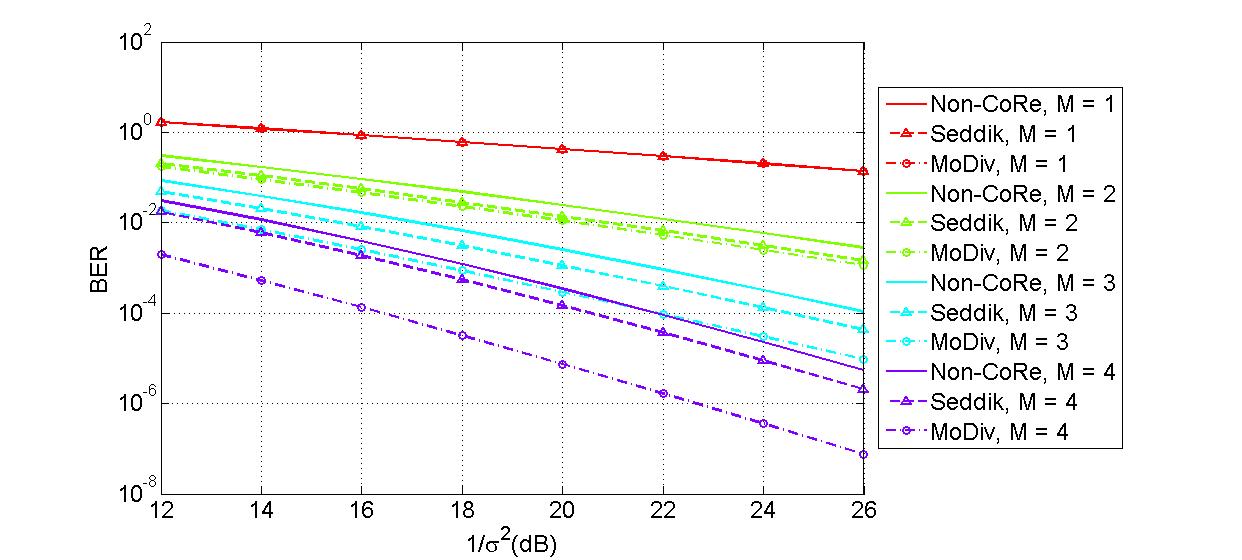 10^2
10^0
10^-2
10^-4
10^-6
10^-8
BER
12 14 16 18 20 22 24 26
1/σ^2(dB)
Non-CoRe, M = 1
Seddik, M = 1
MoDiv, M = 1
Non-CoRe, M = 2
Seddik, M = 2
MoDiv, M = 2
Non-CoRe, M = 3
Seddik, M = 3
MoDiv, M = 3
Non-CoRe, M = 4
Seddik, M = 4
MoDiv, M = 4